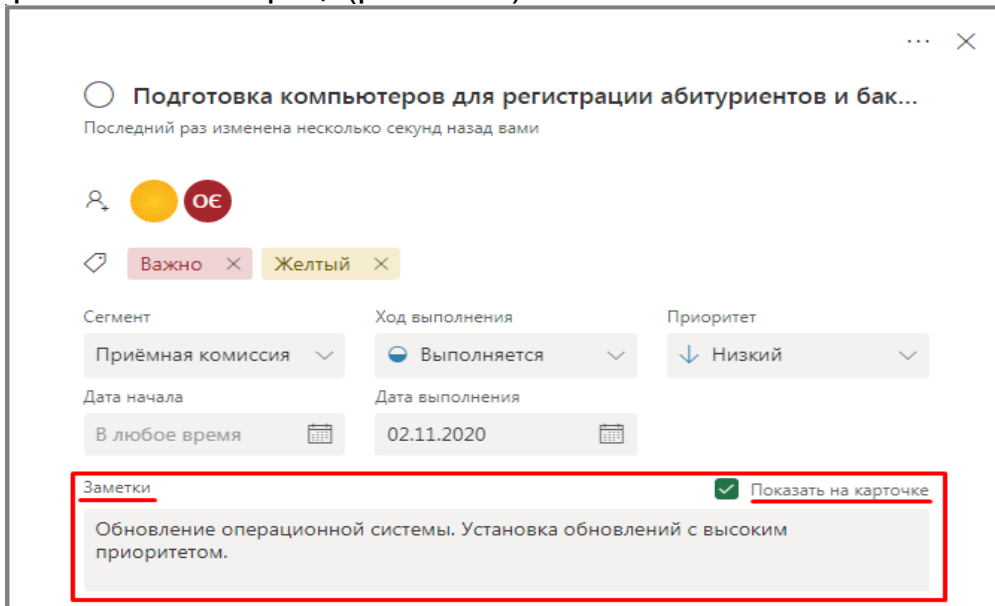 Подготовка компьютеров для регистрации абитуриентов и бак...
Последний раз изменена несколько секунд назад вами
ОЄ
Важно
Желтый
Сегмент
Ход выполнения
Приоритет
Приёмная комиссия
Выполняется
Низкий
Дата начала
Дата выполнения
В любое время
02.11.2020
Заметки
Показать на карточке
Обновление операционной системы. Установка обновлений с высоким
приоритетом.